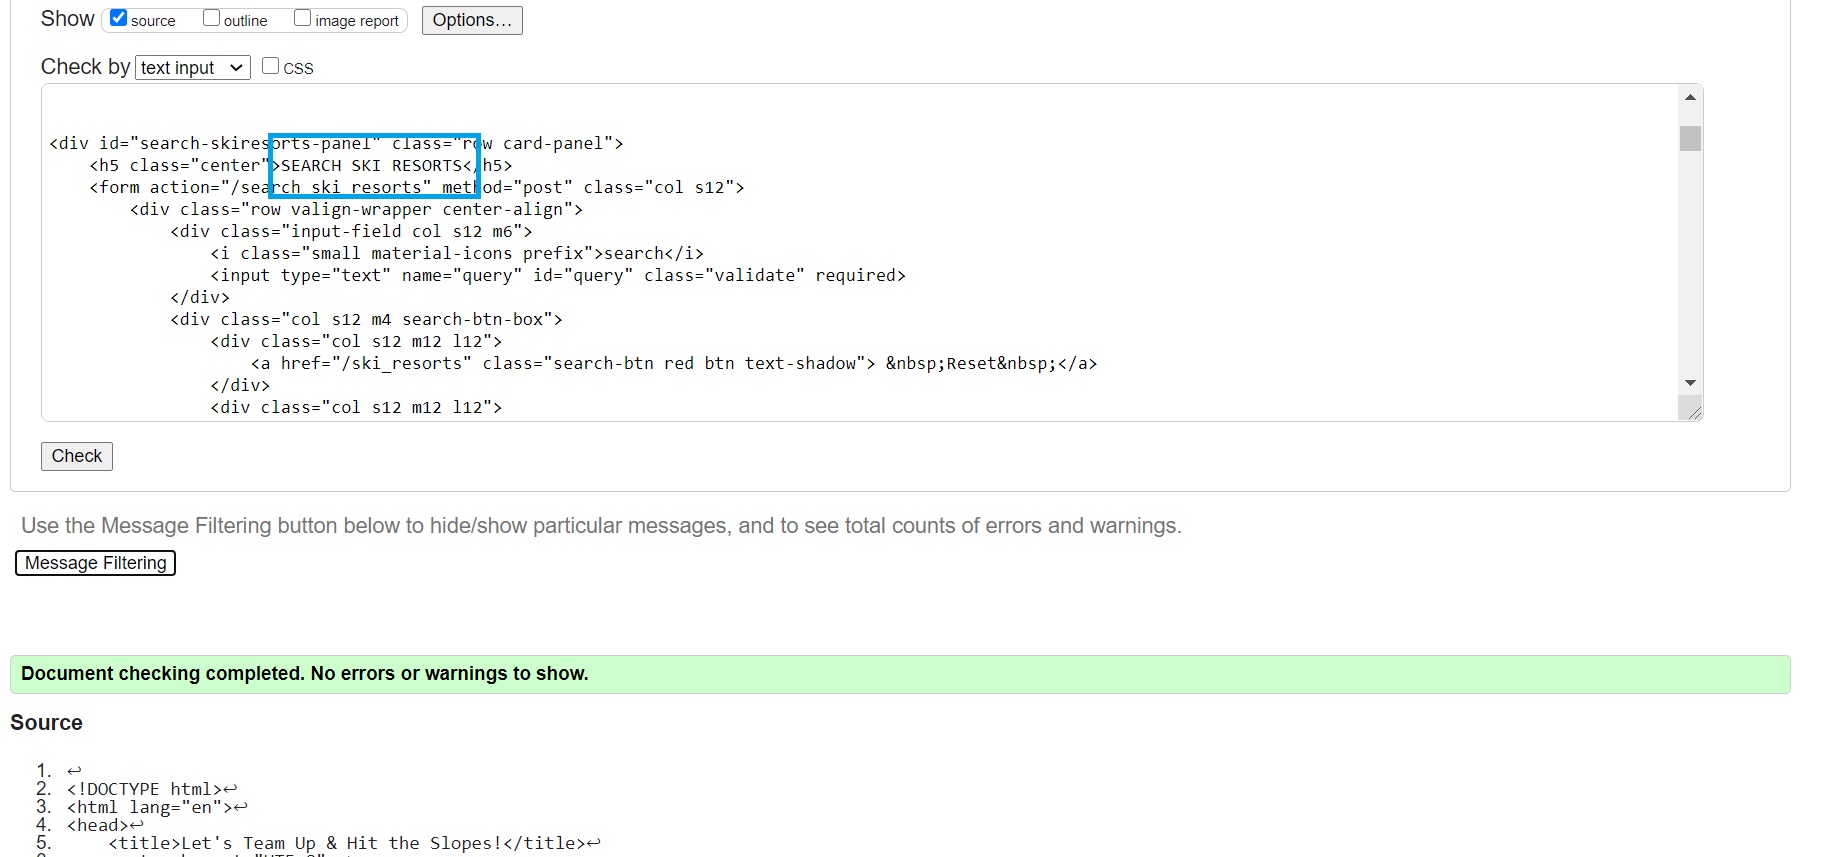 Show source outline image report Options...
Check by text input CSS
<div id="search-skiresorts-panel" class="row card-panel">
<h5 class="center">SEARCH SKI RESORTS</h5>
<form action="/search_ski_resorts" method="post" class="col s12">
<div class="row valign-wrapper center-align">
<div class="input-field col s12 m6">
<i class="small material-icons prefix">search</i>
<input type="text" name="query" id="query" class="validate" required>
</div>
<div class="col s12 m4 search-btn-box">
<div class="col s12 m12 l12">
<a href="/ski_resorts" class="search-btn red btn text-shadow"> &nbsp;Reset&nbsp;</a>
</div>
<div class="col s12 m12 l12">
Check
Use the Message Filtering button below to hide/show particular messages, and to see total counts of errors and warnings.
Message Filtering
Document checking completed. No errors or warnings to show.
Source
1. ↩
2. <!DOCTYPE html>↩
3. <html lang="en">↩
4. <head>↩
5. <title>Let's Team Up & Hit the Slopes!</title>↩